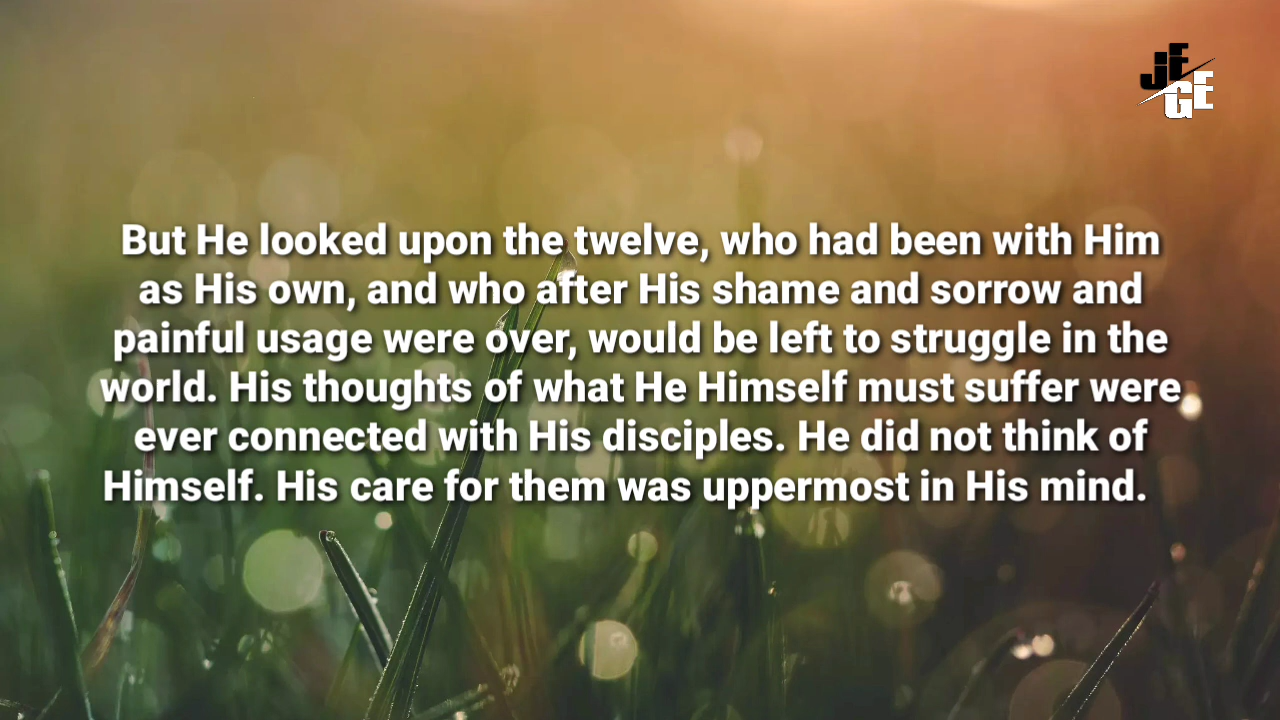 JF
GF
But He looked upon the twelve, who had been with Him
as His own, and who after His shame and sorrow and
painful usage were over, would be left to struggle in the
world. His thoughts of what He Himself must suffer were
ever connected with His disciples. He did not think of
Himself. His care for them was uppermost in His mind.